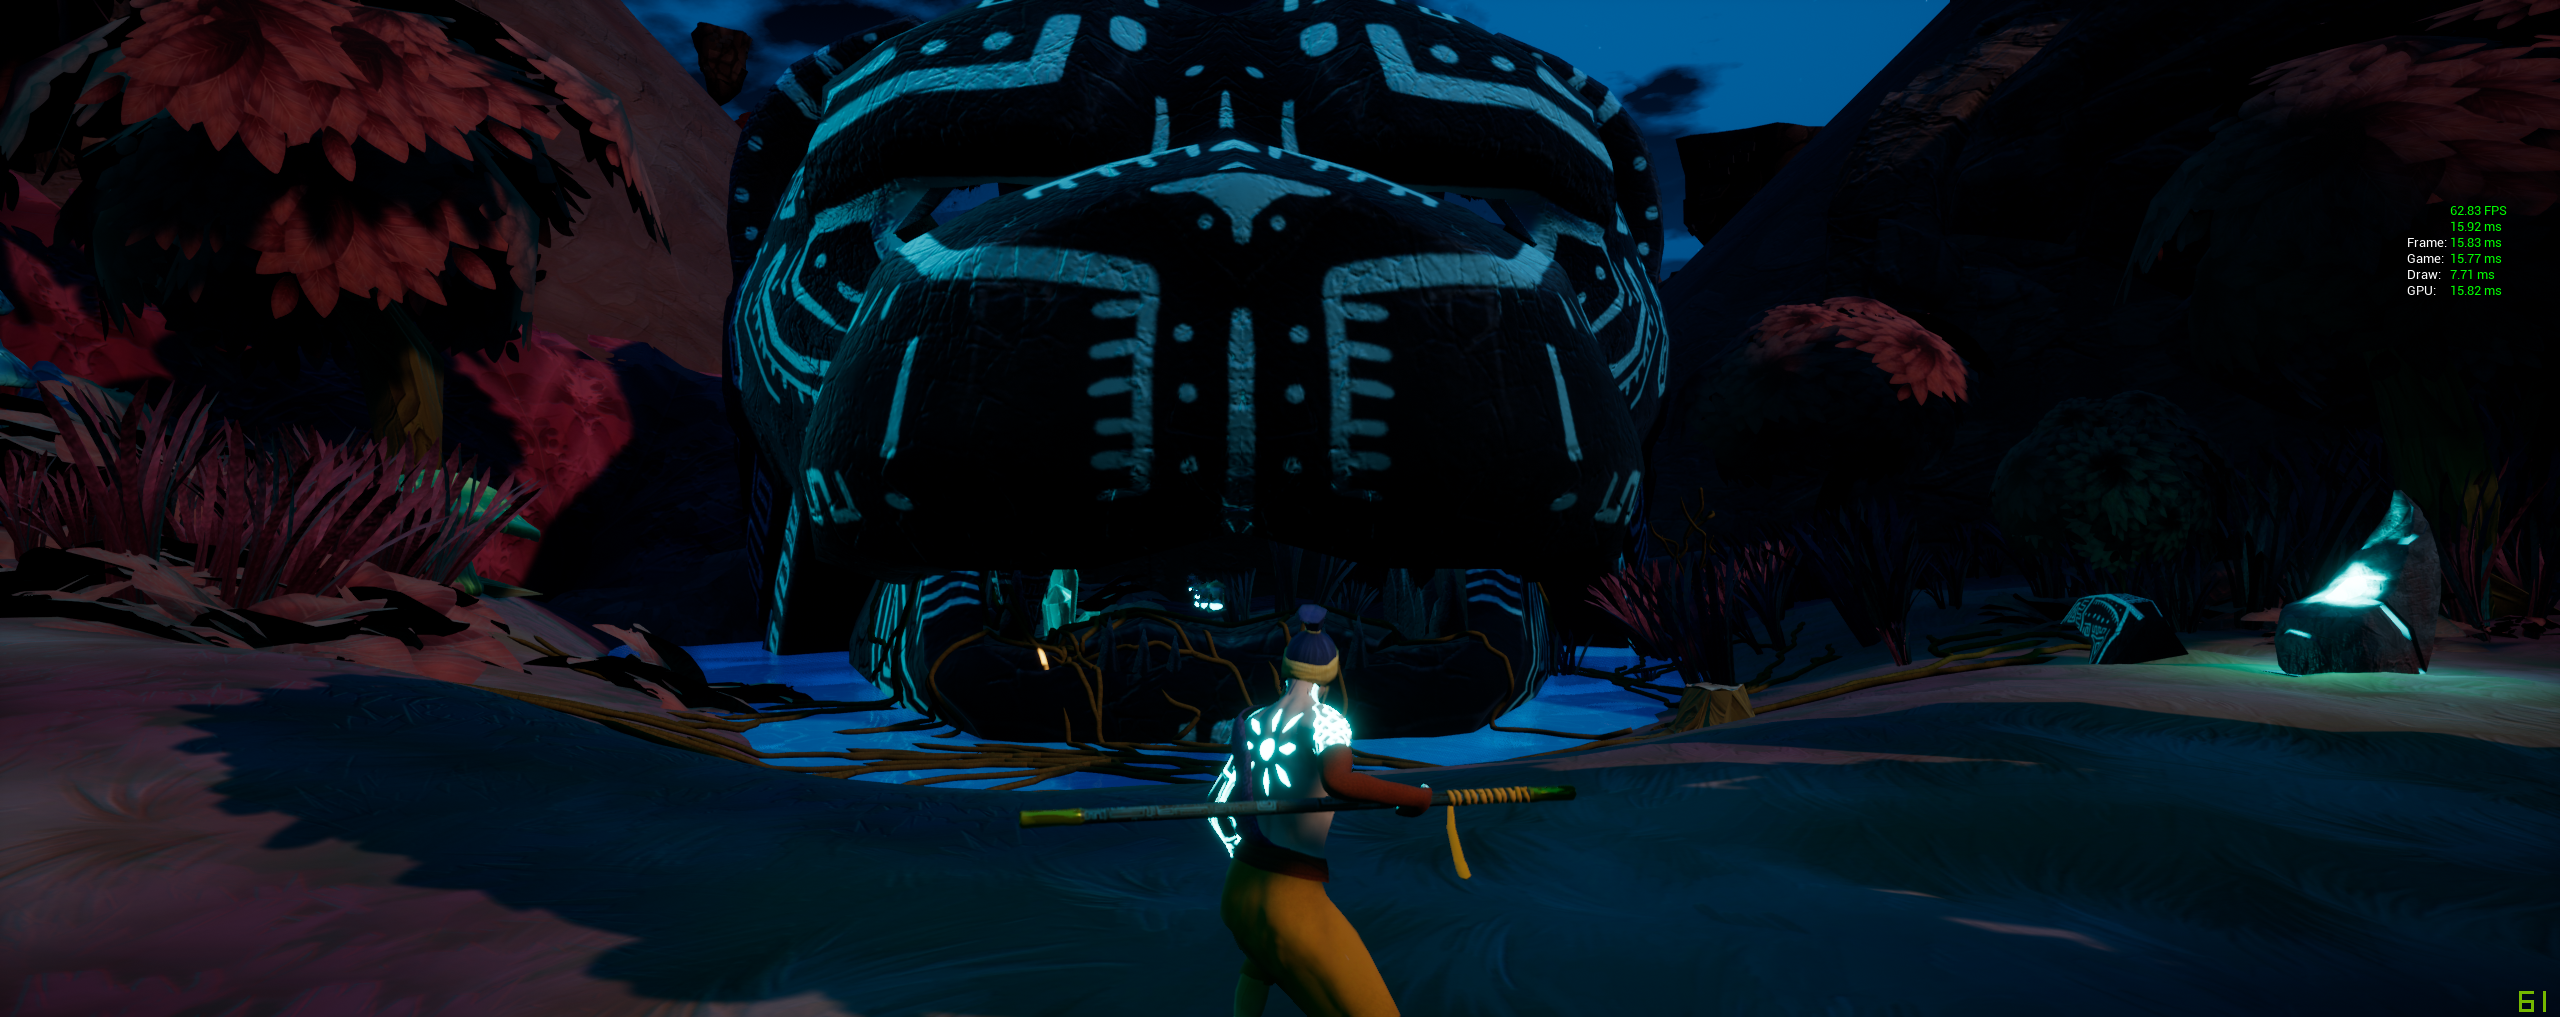 62.83 FPS
15.92 ms
Frame: 15.83 ms
Game: 15.77 ms
Draw: 7.71 ms
GPU: 15.82 ms
61